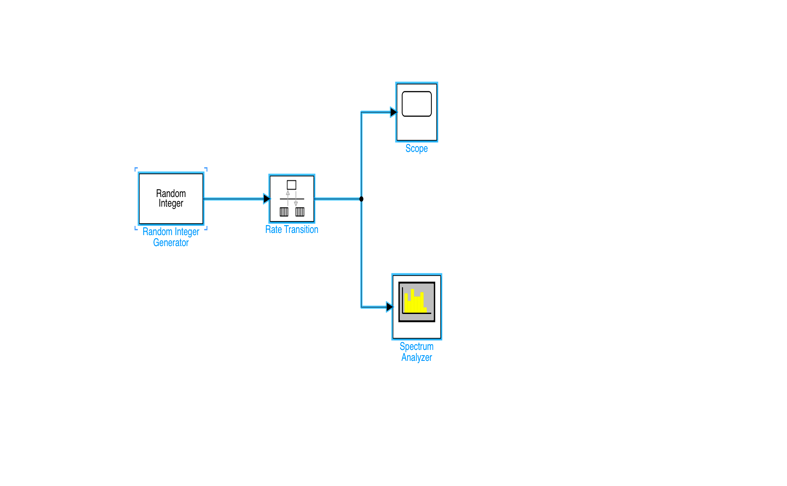 Scope
Random
Integer
Random Integer
Generator
Rate Transition
Spectrum
Analyzer